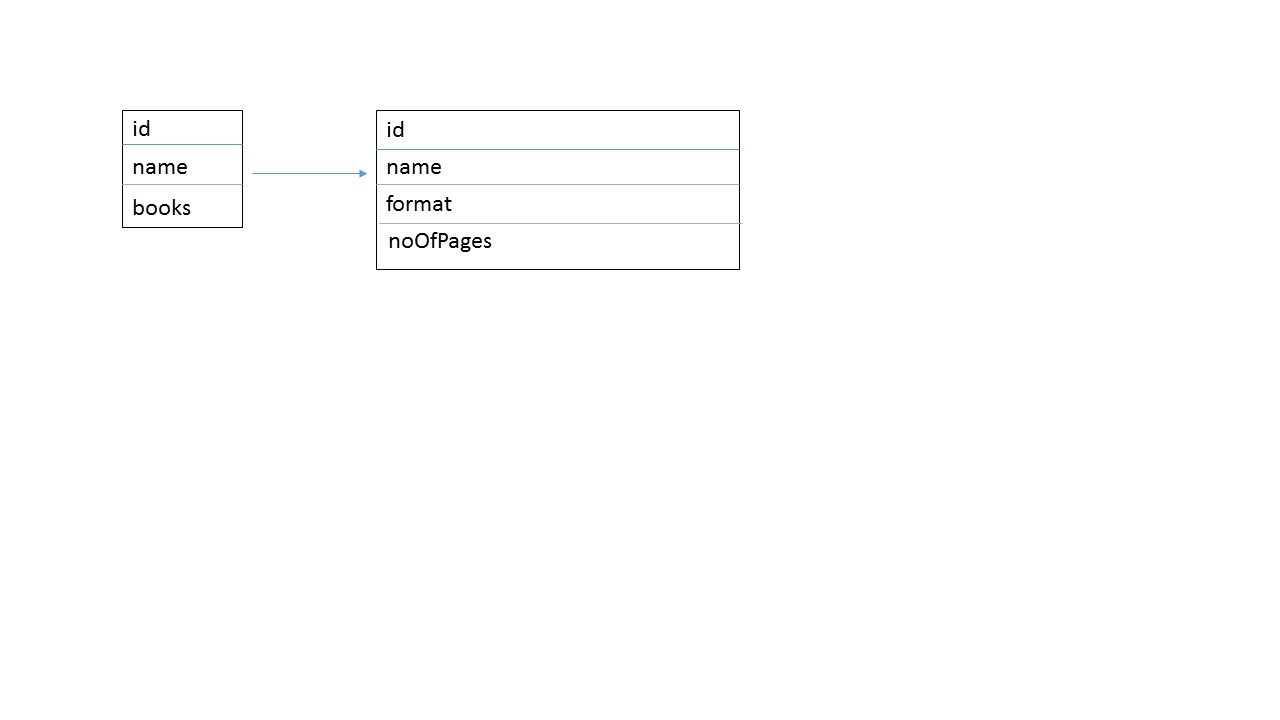 id
name
books
id
name
format
noOfPages